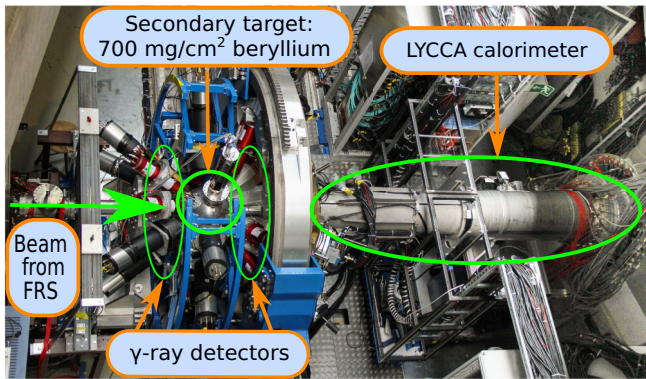 Secondary target:
700 mg/cm² beryllium
LYCCA calorimeter
Beam
from
FRS
γ-ray detectors